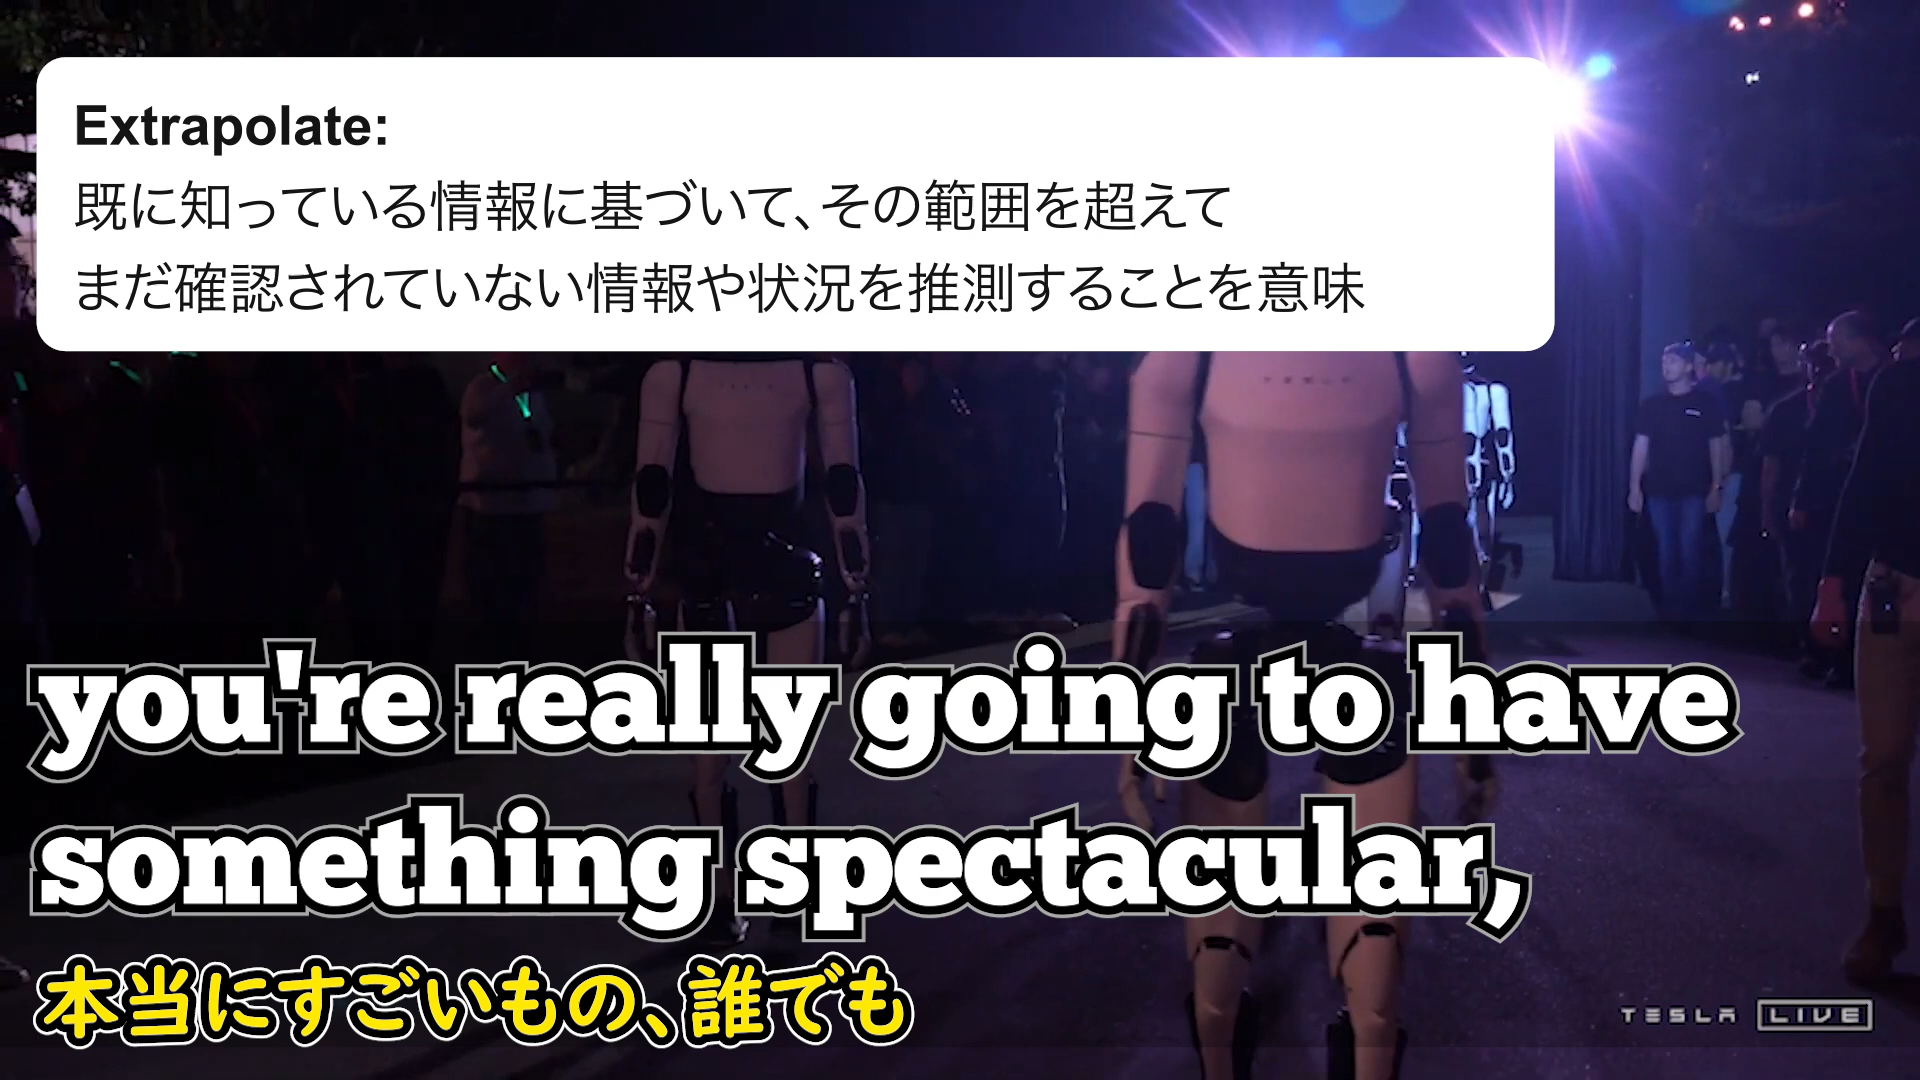 Extrapolate:
既に知っている情報に基づいて、その範囲を超えて
まだ確認されていない情報や状況を推測することを意味
TESLA
TESLA
you're really going to have
something spectacular,
本当にすごいもの、誰でも
TESLA LIVE